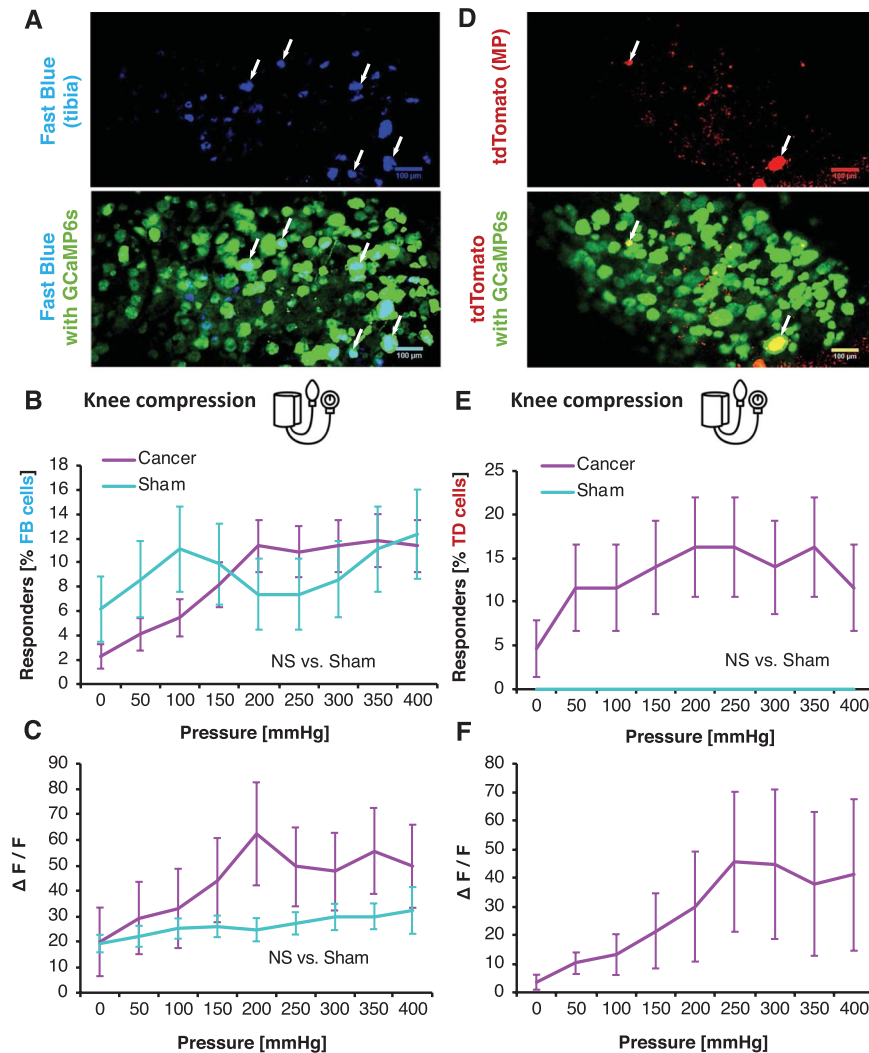 A
Fast Blue
(tibia)
100 µm
Fast Blue
with GCaMP6s
100 µm
D
tdTomato (MP)
100 µm
tdTomato
with GCaMP6s
100 µm
B
Knee compression
Responders [% FB cells]
18
16
14
12
10
8
6
4
2
0
Cancer
Sham
NS vs. Sham
0 50 100 150 200 250 300 350 400
Pressure [mmHg]
E
Knee compression
Responders [% TD cells]
25
20
15
10
5
0
Cancer
Sham
NS vs. Sham
0 50 100 150 200 250 300 350 400
Pressure [mmHg]
C
Δ F / F
90
80
70
60
50
40
30
20
10
0
NS vs. Sham
0 50 100 150 200 250 300 350 400
Pressure [mmHg]
F
Δ F / F
80
70
60
50
40
30
20
10
0
0 50 100 150 200 250 300 350 400
Pressure [mmHg]